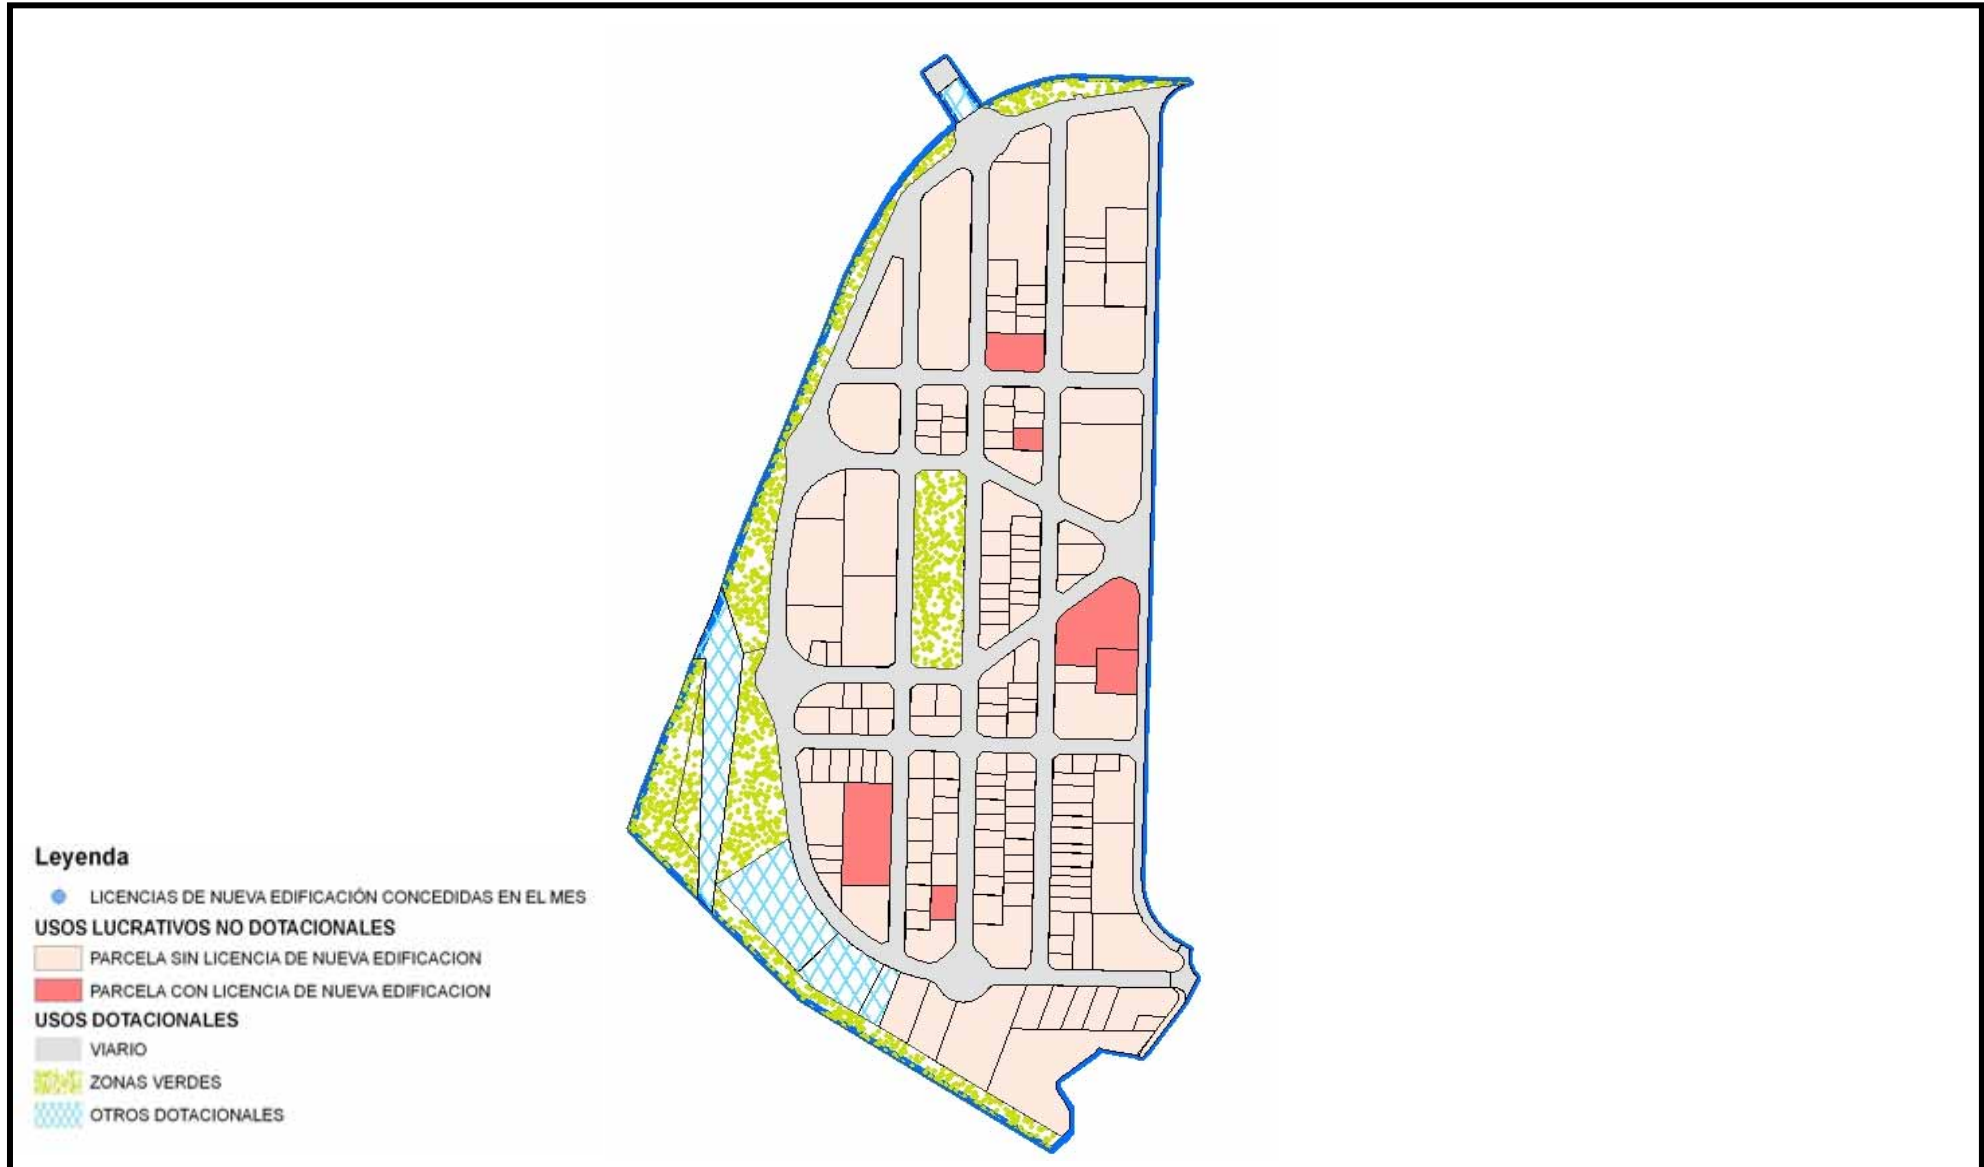 Leyenda
LICENCIAS DE NUEVA EDIFICACIÓN CONCEDIDAS EN EL MES
USOS LUCRATIVOS NO DOTACIONALES
PARCELA SIN LICENCIA DE NUEVA EDIFICACION
PARCELA CON LICENCIA DE NUEVA EDIFICACION
USOS DOTACIONALES
VIARIO
ZONAS VERDES
OTROS DOTACIONALES